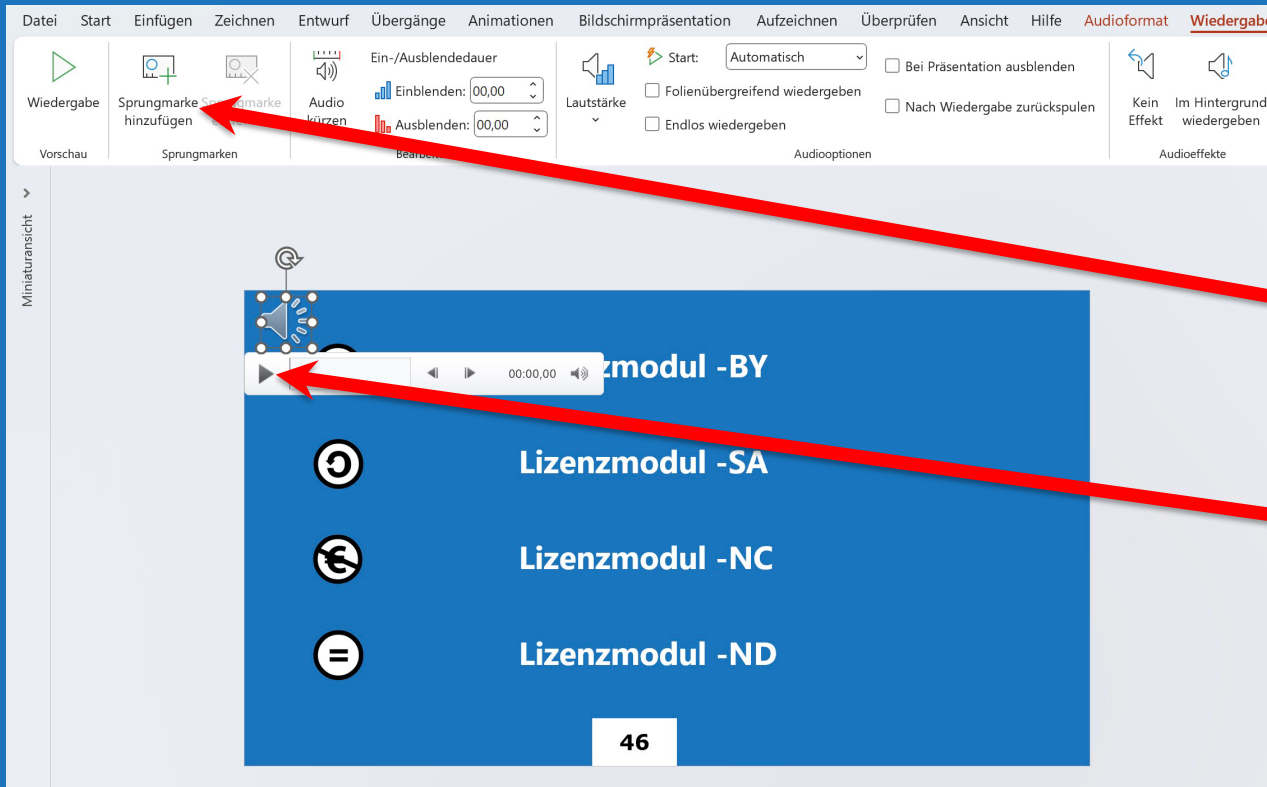 Datei Start Einfügen Zeichnen Entwurf Übergänge Animationen Bildschirmpräsentation Aufzeichnen Überprüfen Ansicht Hilfe Audioformat Wiedergabe
Wiedergabe
Vorschau
Sprungmarke
hinzufügen
Sprungmarken
Audio
kürzen
Ein-/Ausblendedauer
Einblenden: 00,00
Ausblenden: 00,00
Lautstärke
Start: Automatisch
Folienübergreifend wiedergeben
Endlos wiedergeben
Bei Präsentation ausblenden
Nach Wiedergabe zurückspulen
Audiooptionen
Kein
Effekt
Im Hintergrund
wiedergeben
Audioeffekte
Miniaturansicht
00:00,00
-BY
Lizenzmodul -SA
Lizenzmodul -NC
Lizenzmodul -ND
46